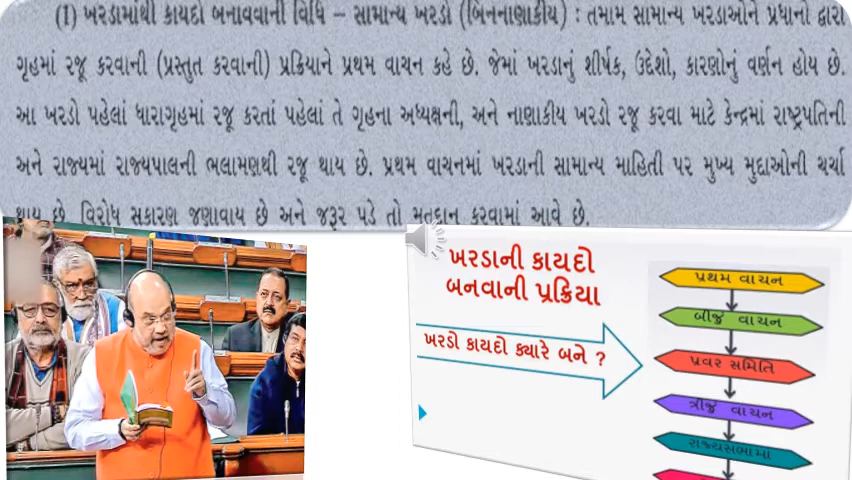 (1) ખરડામાંથી કાયદો બનાવવાની વિધિ – સામાન્ય ખરડો (બિનનાણાકીય) : તમામ સામાન્ય ખરડાઓને પ્રધાનો દ્વારા
ગૃહમાં રજૂ કરવાની (પ્રસ્તુત કરવાની) પ્રક્રિયાને પ્રથમ વાચન કહે છે. જેમાં ખરડાનું શીર્ષક, ઉદ્દેશો, કારણોનું વર્ણન હોય છે.
આ ખરડો પહેલાં ધારાગૃહમાં રજૂ કરતાં પહેલાં તે ગૃહના અધ્યક્ષની, અને નાણાકીય ખરડો રજૂ કરવા માટે કેન્દ્રમાં રાષ્ટ્રપતિની
અને રાજ્યમાં રાજ્યપાલની ભલામણથી રજૂ થાય છે. પ્રથમ વાચનમાં ખરડાની સામાન્ય માહિતી પર મુખ્ય મુદ્દાઓની ચર્ચા
થાય છે. વિરોધ સકારણ જણાવાય છે અને જરૂર પડે તો મતદાન કરવામાં આવે છે.
ખરડાની કાયદો
બનવાની પ્રક્રિયા
ખરડો કાયદો ક્યારે બને ?
પ્રથમ વાચન
બીજુ વાચન
પ્રવર સમિતિ
ત્રીજુ વાચન
રાજ્યસભામાં